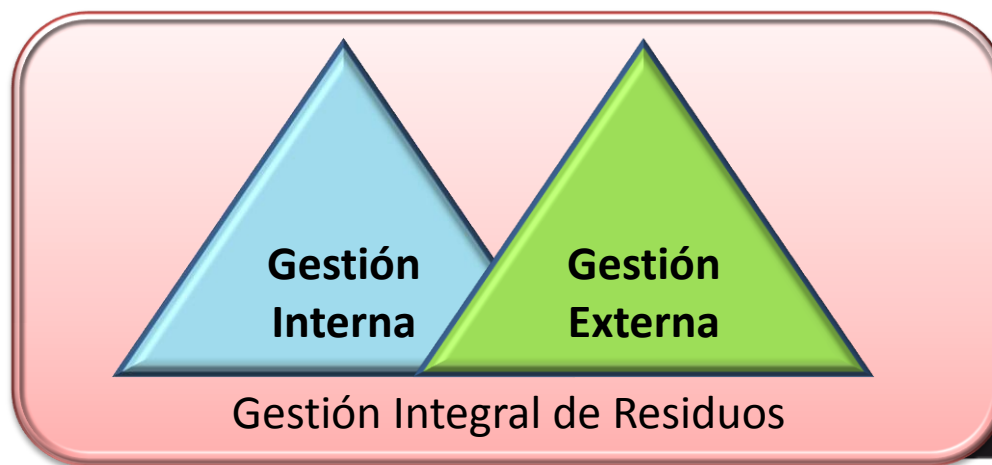 Gestión
Interna
Gestión
Externa
Gestión Integral de Residuos